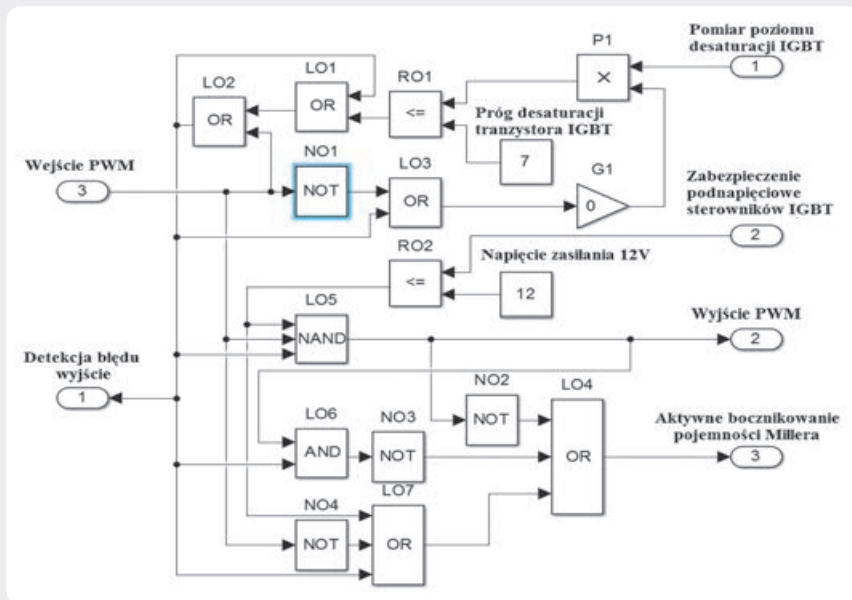 Pomiar poziomu
desaturacji IGBT
1
P1
×
LO2
OR
LO1
OR
RO1
<=
Próg desaturacji
tranzystora IGBT
7
Wejście PWM
3
NO1
NOT
LO3
OR
G1
0
Zabezpieczenie
podnapięciowe
sterowników IGBT
2
RO2
<=
Napięcie zasilania 12V
12
LO5
NAND
Wyjście PWM
2
Detekcja błędu
wyjście
1
NO2
NOT
LO4
OR
LO6
AND
NO3
NOT
Aktywne bocznikowanie
pojemności Millera
3
NO4
NOT
LO7
OR